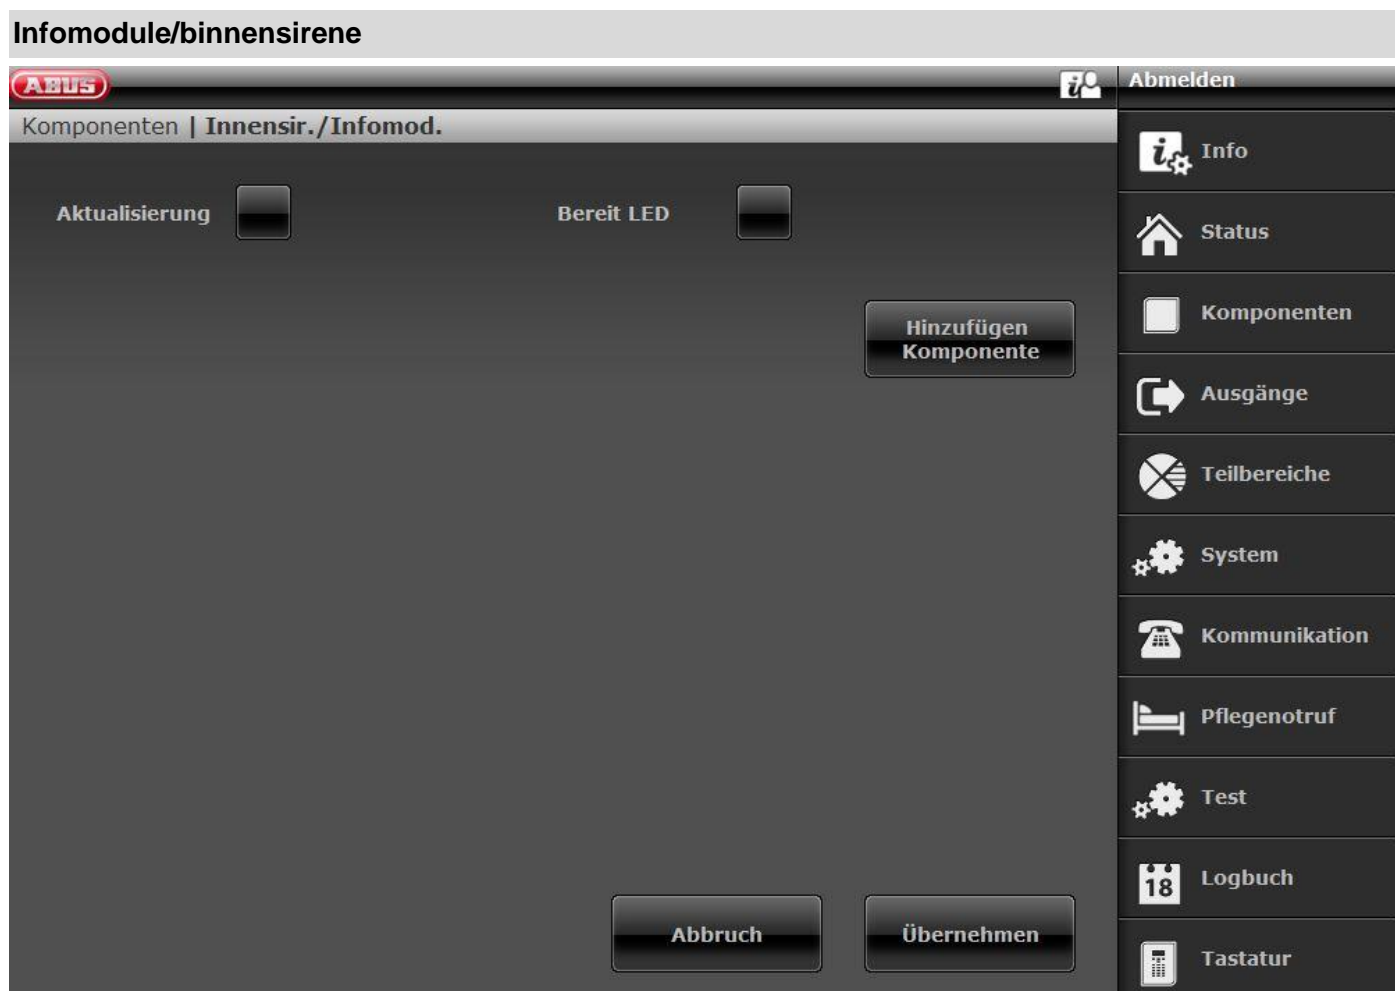 Infomodule/binnensirene
ABUS
Abmelden
Komponenten | Innensir./Infomod.
Info
Aktualisierung
Bereit LED
Status
Hinzufügen
Komponente
Komponenten
Ausgänge
Teilbereiche
System
Kommunikation
Pflegenotruf
Test
18
Logbuch
Abbruch
Übernehmen
Tastatur